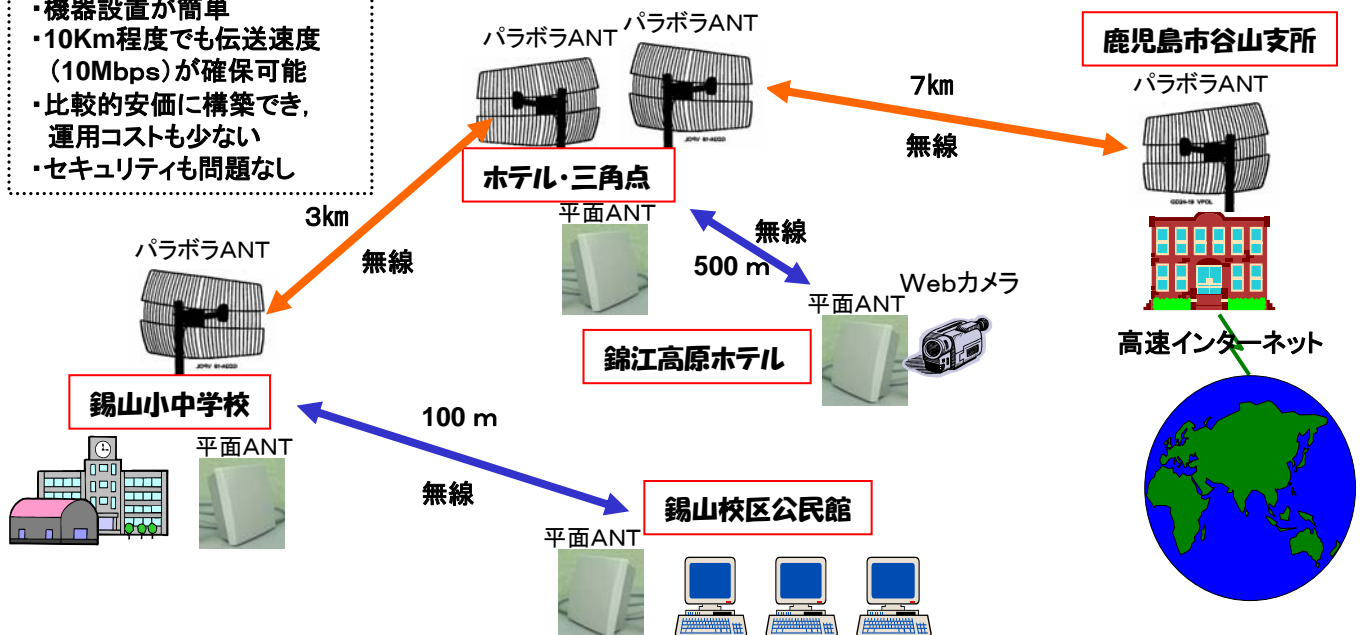 ・機器設置が簡単
・10Km程度でも伝送速度
（10Mbps）が確保可能
・比較的安価に構築でき，
運用コストも少ない
・セキュリティも問題なし
パラボラANT
パラボラANT
鹿児島市谷山支所
パラボラANT
7km
無線
ホテル・三角点
平面ANT
3km
無線
無線
500 m
パラボラANT
平面ANT
Webカメラ
錦江高原ホテル
高速インターネット
錫山小中学校
平面ANT
100 m
無線
錫山校区公民館
平面ANT